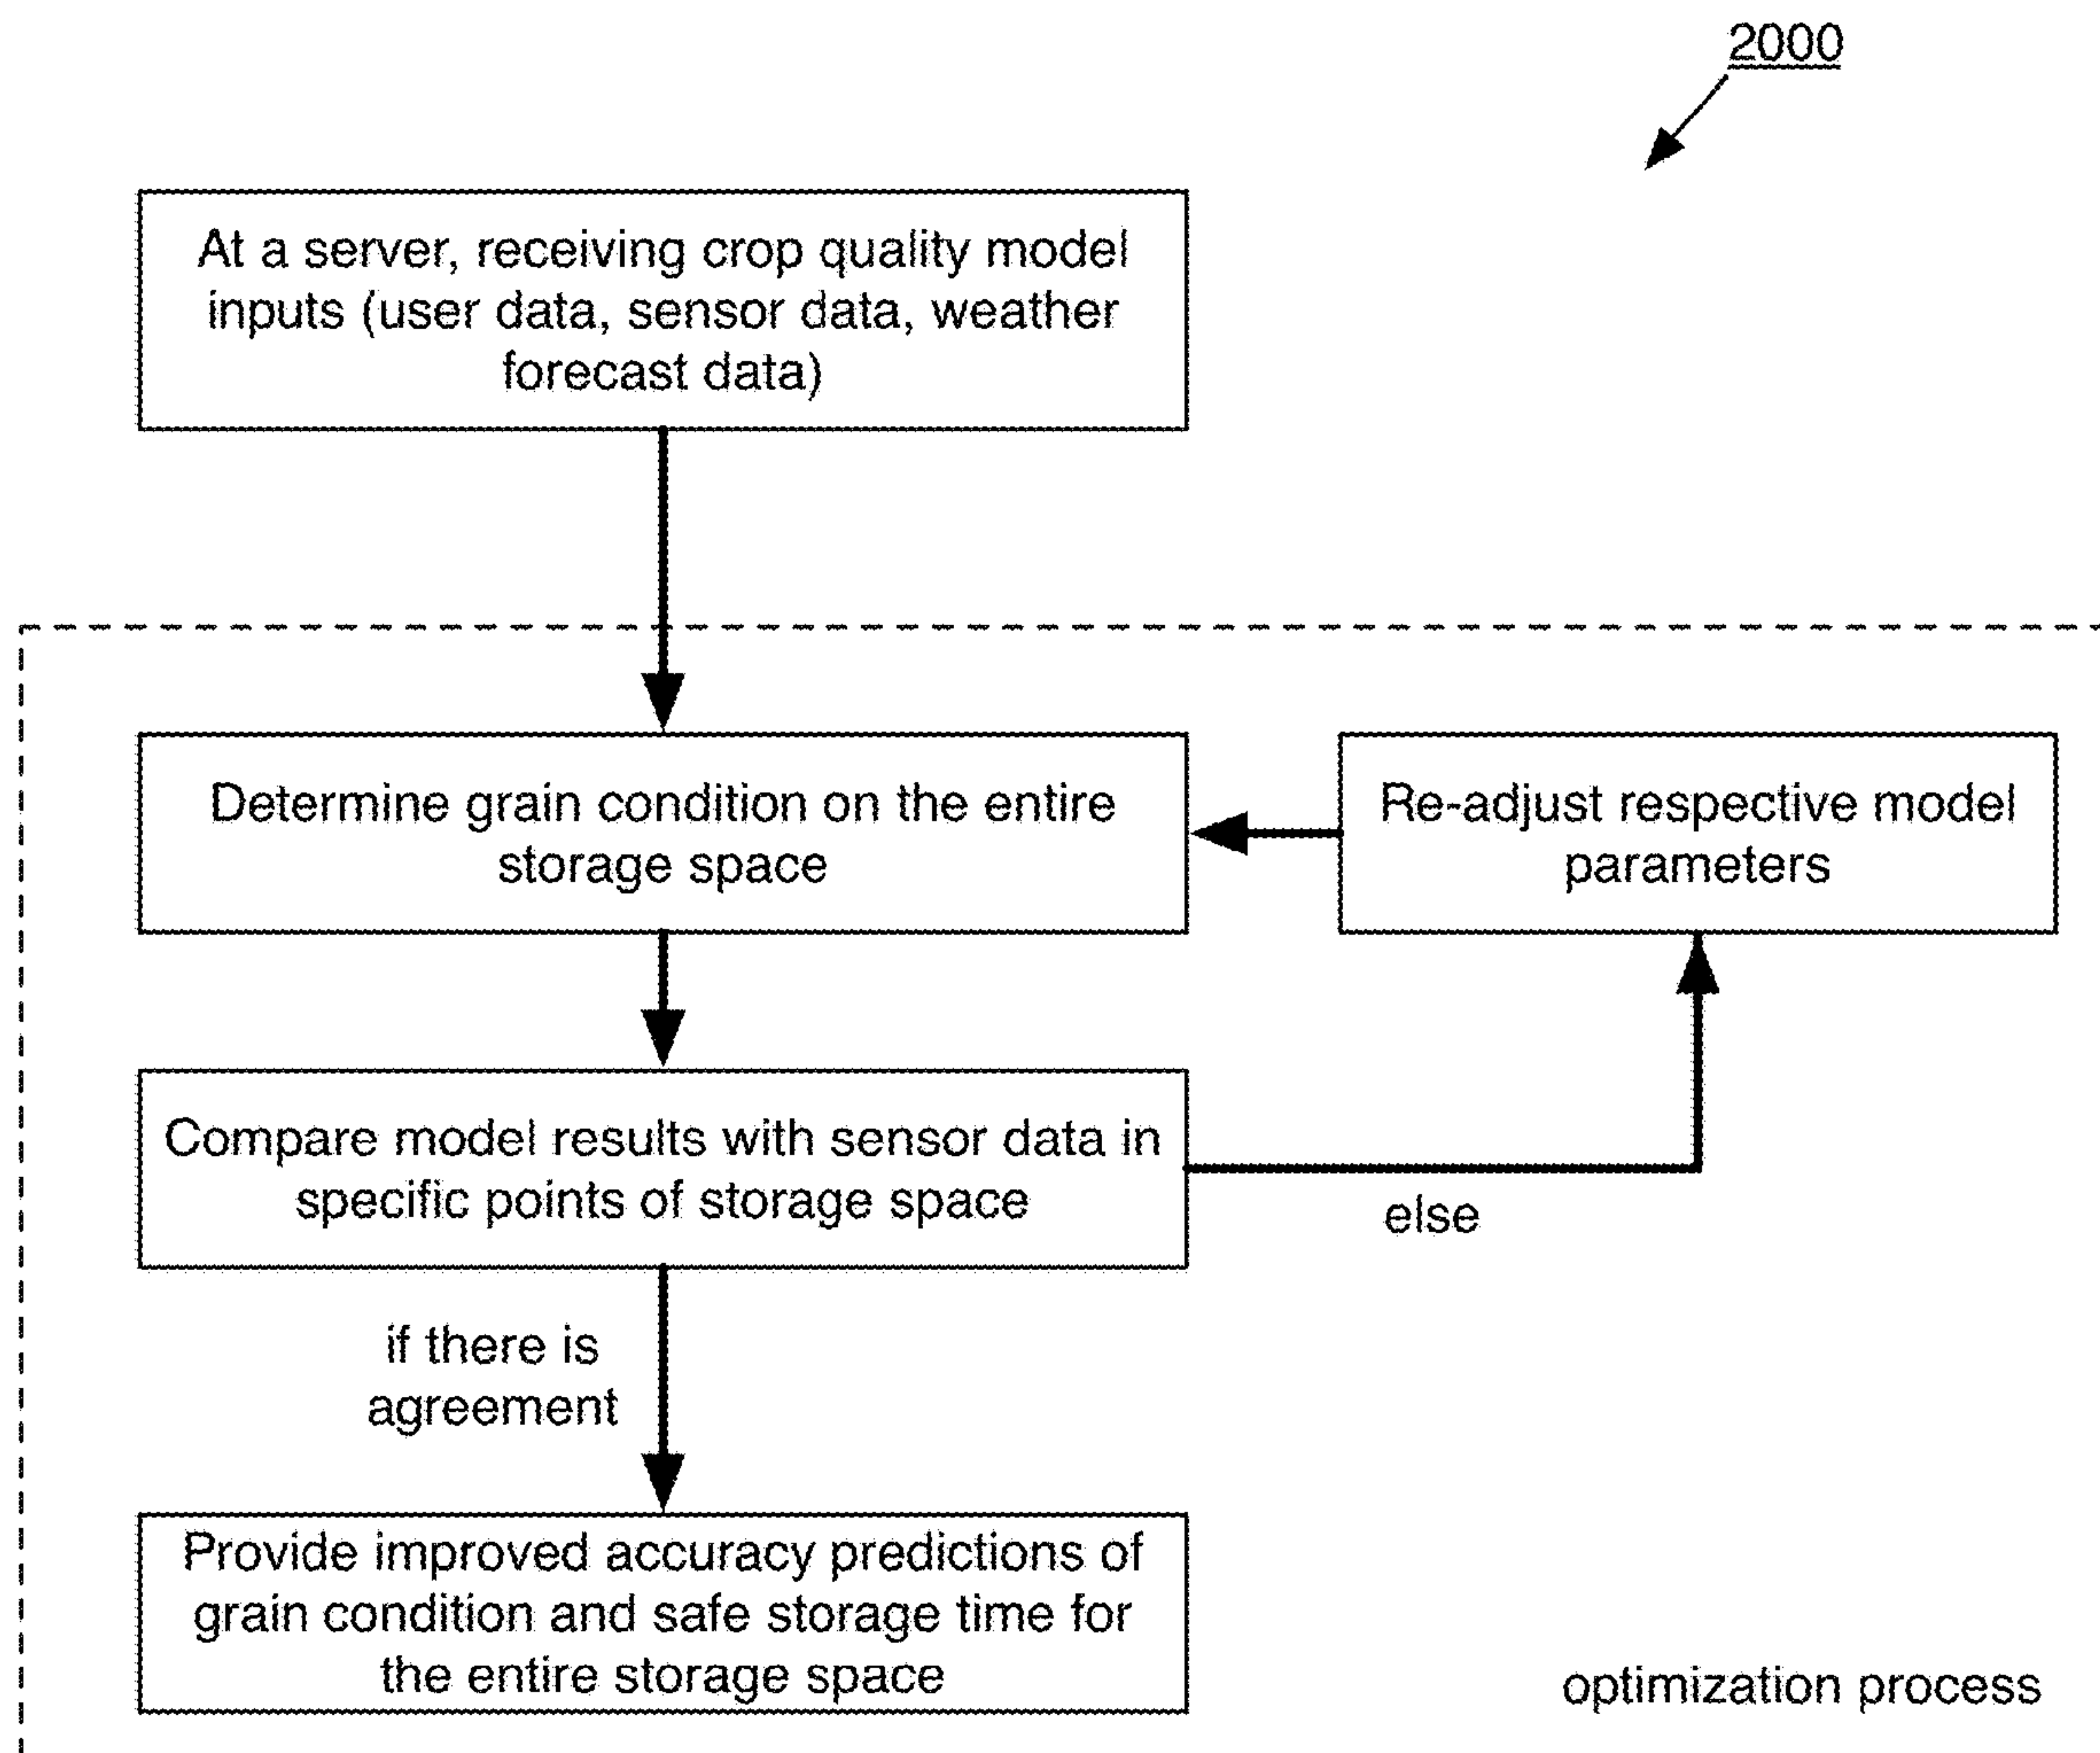 2000
At a server, receiving crop quality model
inputs (user data, sensor data, weather
forecast data)
Determine grain condition on the entire
storage space
Re-adjust respective model
parameters
Compare model results with sensor data in
specific points of storage space
else
if there is
agreement
Provide improved accuracy predictions of
grain condition and safe storage time for
the entire storage space
optimization process